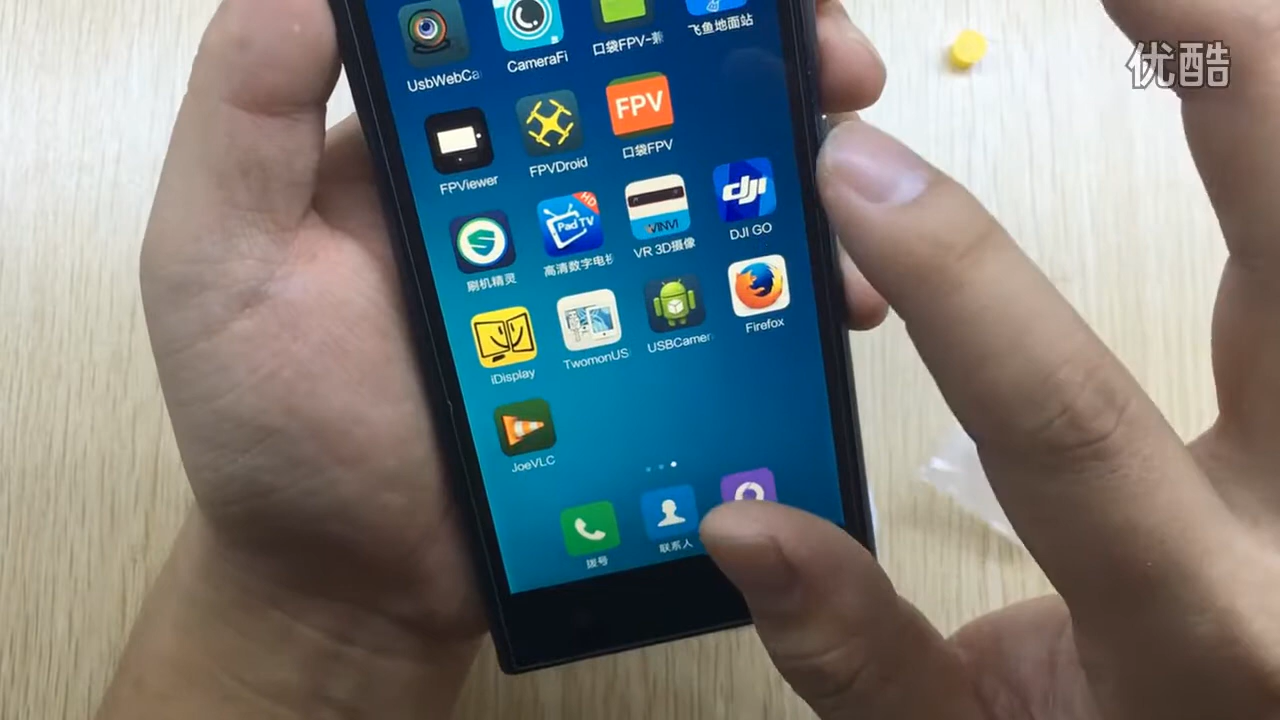 优酷
UsbWebCa
CameraFi
口袋FPV-兼
飞鱼地面站
FPViewer
FPVDroid
FPV
口袋FPV
刷机精灵
HD
Pad TV
高清数字电视
VINVI
VR 3D摄像
dji
DJI GO
iDisplay
TwomonUS
USBCamer
Firefox
JoeVLC
拨号
联系人